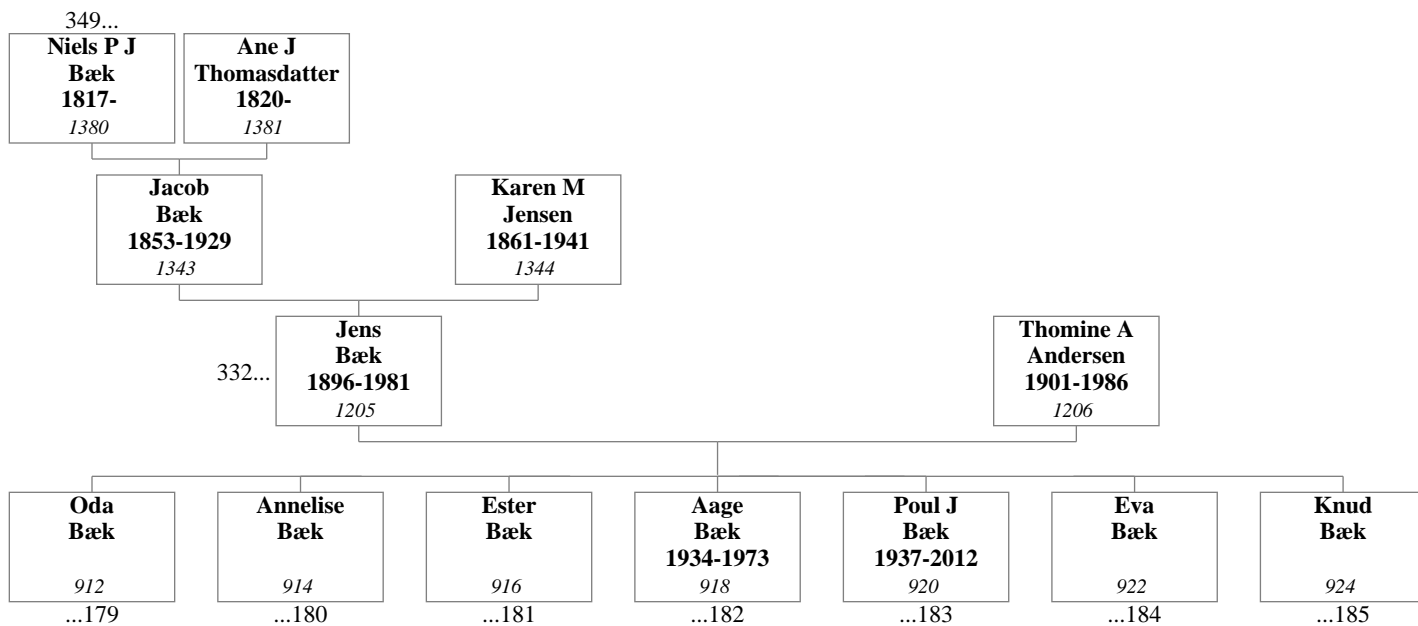 349...
Niels P J
Bæk
1817-
1380
Ane J
Thomasdatter
1820-
1381
Jacob
Bæk
1853-1929
1343
Karen M
Jensen
1861-1941
1344
332...
Jens
Bæk
1896-1981
1205
Thomine A
Andersen
1901-1986
1206
Oda
Bæk
912
...179
Annelise
Bæk
914
...180
Ester
Bæk
916
...181
Aage
Bæk
1934-1973
918
...182
Poul J
Bæk
1937-2012
920
...183
Eva
Bæk
922
...184
Knud
Bæk
924
...185